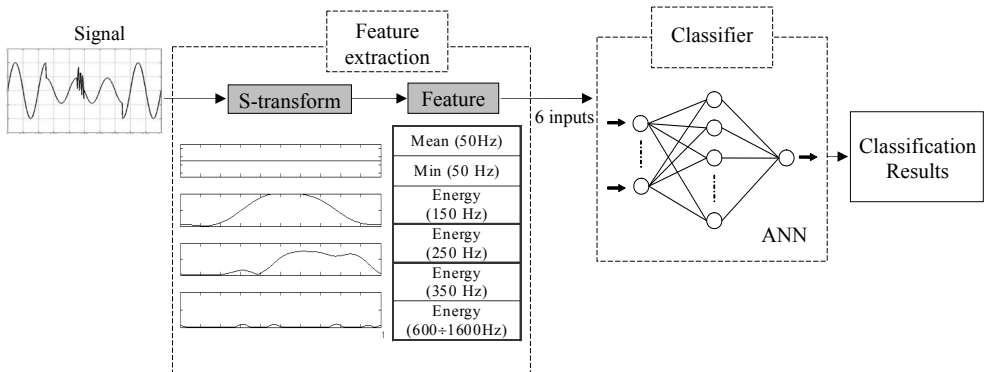 Signal
Feature
extraction
Classifier
S-transform
Feature
6 inputs
Mean (50Hz)
Min (50 Hz)
Energy
(150 Hz)
Energy
(250 Hz)
Energy
(350 Hz)
Energy
(600÷1600Hz)
1
ANN
Classification
Results